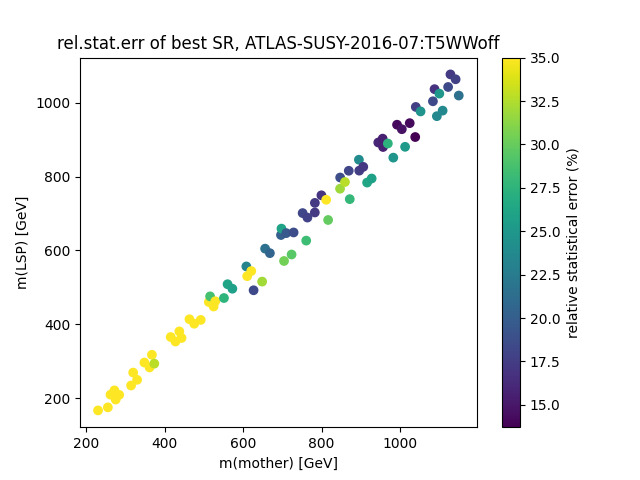 rel.stat.err of best SR, ATLAS-SUSY-2016-07:T5WWoff
m(LSP) [GeV]
1000
800
600
400
200
200 400 600 800 1000
m(mother) [GeV]
35.0
32.5
30.0
27.5
25.0
22.5
20.0
17.5
15.0
relative statistical error (%)